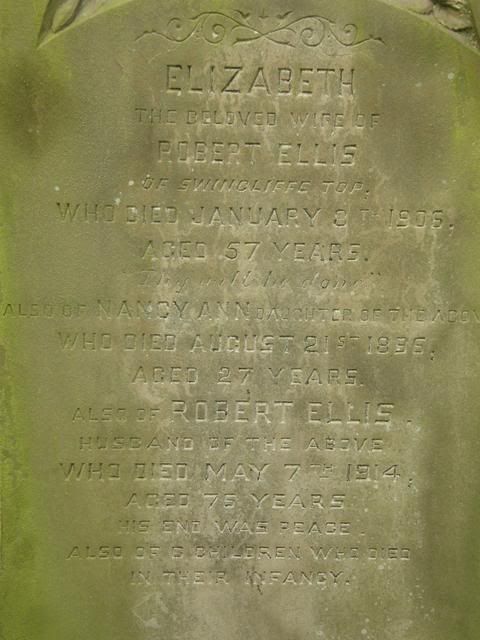 ELIZABETH
THE BELOVED WIFE OF
ROBERT ELLIS
OF SWINCLIFFE TOP.
WHO DIED JANUARY 8TH 1906.
AGED 57 YEARS.
"Thy will be done"
ALSO OF NANCY ANN DAUGHTER OF THE ABOV
WHO DIED AUGUST 21ST 1896,
AGED 27 YEARS.
ALSO OF ROBERT ELLIS.
HUSBAND OF THE ABOVE
WHO DIED MAY 7TH 1914,
AGED 75 YEARS.
HIS END WAS PEACE.
ALSO OF 6 CHILDREN WHO DIED
IN THEIR INFANCY.